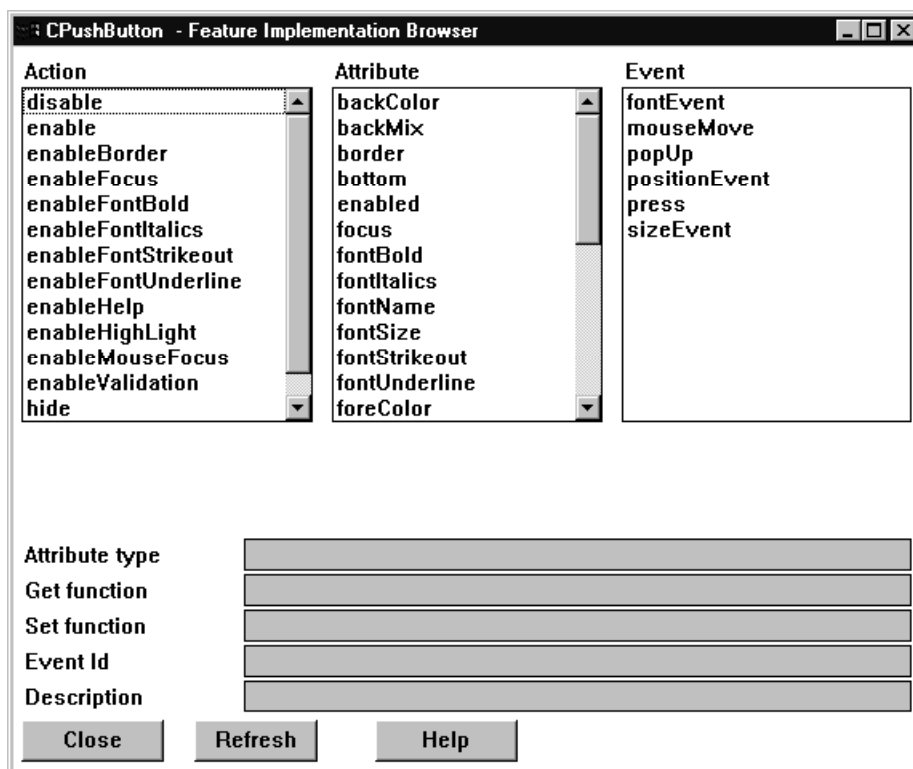 CPushButton - Feature Implementation Browser
Action
disable
enable
enableBorder
enableFocus
enableFontBold
enableFontItalics
enableFontStrikeout
enableFontUnderline
enableHelp
enableHighLight
enableMouseFocus
enableValidation
hide
Attribute
backColor
backMix
border
bottom
enabled
focus
fontBold
fontItalics
fontName
fontSize
fontStrikeout
fontUnderline
foreColor
Event
fontEvent
mouseMove
popUp
positionEvent
press
sizeEvent
Attribute type
Get function
Set function
Event Id
Description
Close Refresh Help